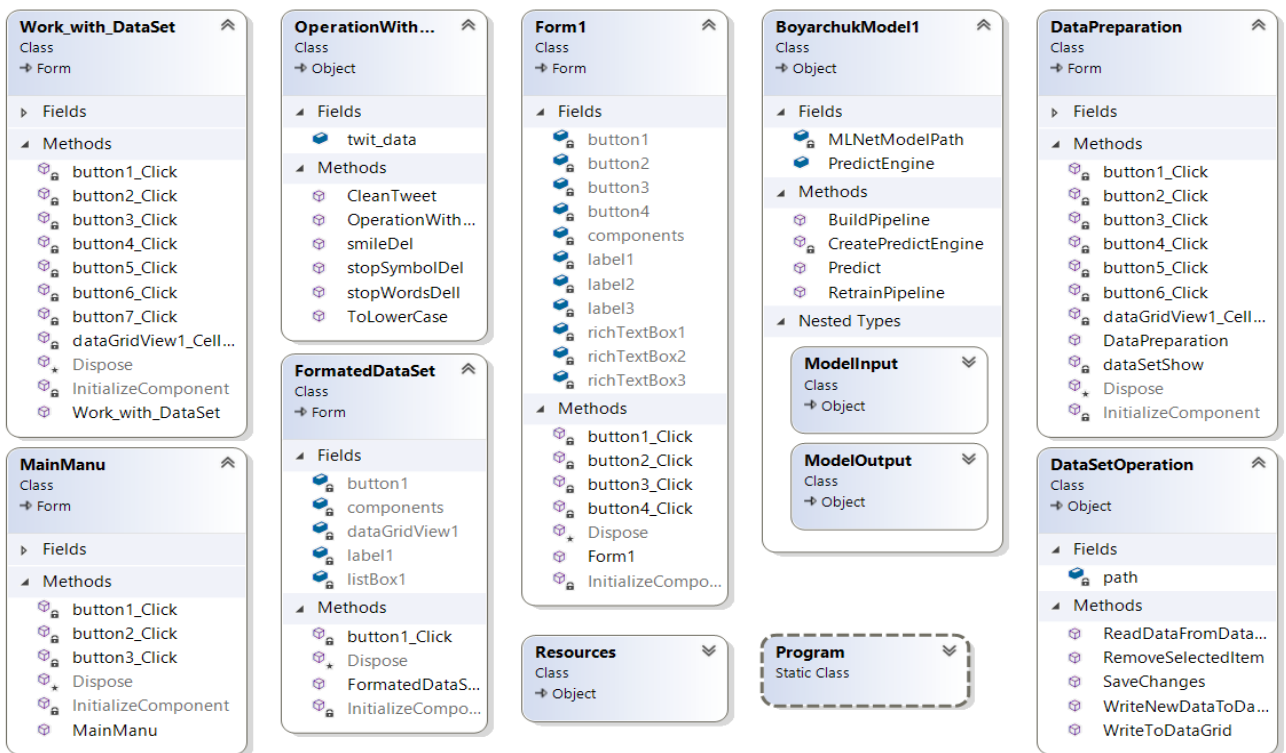 Work_with_DataSet
Class
Form
Fields
Methods
button1_Click
button2_Click
button3_Click
button4_Click
button5_Click
button6_Click
button7_Click
dataGridView1_Cell...
Dispose
InitializeComponent
Work_with_DataSet
MainManu
Class
Form
Fields
Methods
button1_Click
button2_Click
button3_Click
Dispose
InitializeComponent
MainManu
OperationWith...
Class
Object
Fields
twit_data
Methods
CleanTweet
OperationWith...
smileDel
stopSymbolDel
stopWordsDell
ToLowerCase
FormatedDataSet
Class
Form
Fields
button1
components
dataGridView1
label1
listBox1
Methods
button1_Click
Dispose
FormatedDataS...
InitializeCompo...
Form1
Class
Form
Fields
button1
button2
button3
button4
components
label1
label2
label3
richTextBox1
richTextBox2
richTextBox3
Methods
button1_Click
button2_Click
button3_Click
button4_Click
Dispose
Form1
InitializeCompo...
Resources
Class
Object
BoyarchukModel1
Class
Object
Fields
MLNetModelPath
PredictEngine
Methods
BuildPipeline
CreatePredictEngine
Predict
RetrainPipeline
Nested Types
ModelInput
Class
Object
ModelOutput
Class
Object
Program
Static Class
DataPreparation
Class
Form
Fields
Methods
button1_Click
button2_Click
button3_Click
button4_Click
button5_Click
button6_Click
dataGridView1_Cell...
DataPreparation
dataSetShow
Dispose
InitializeComponent
DataSetOperation
Class
Object
Fields
path
Methods
ReadDataFromData...
RemoveSelectedItem
SaveChanges
WriteNewDataToDa...
WriteToDataGrid